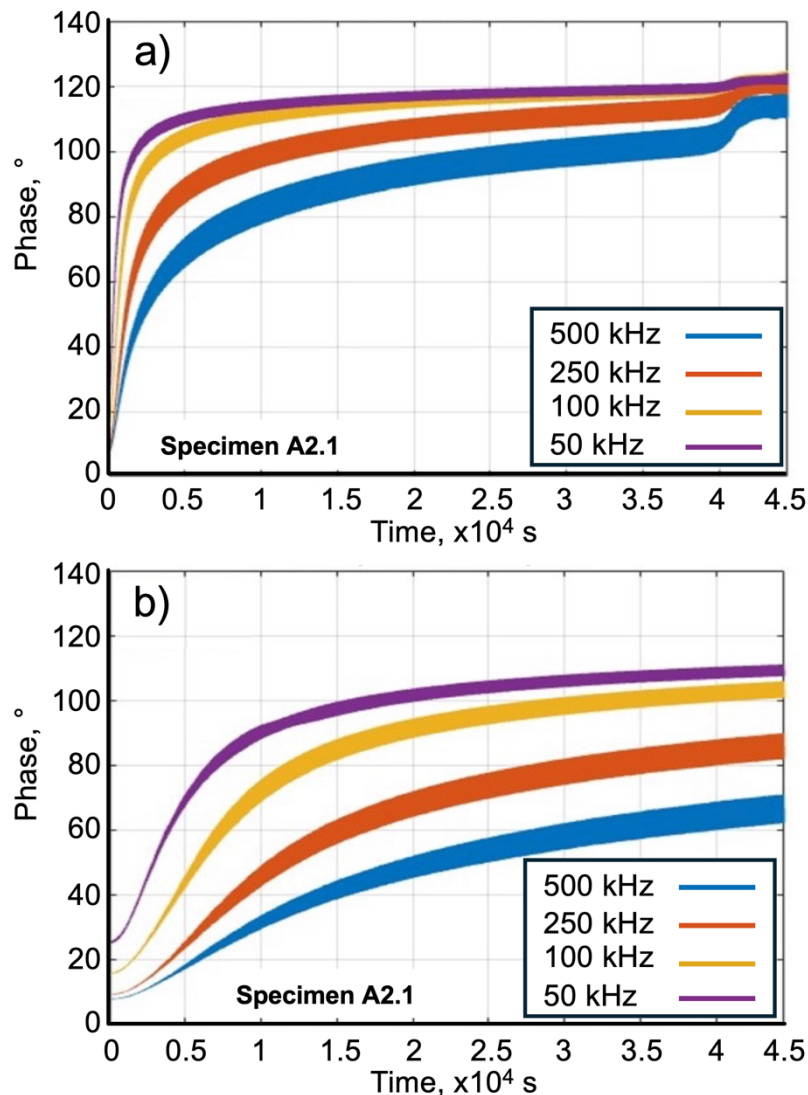 a)
140
120
100
80
60
40
20
0
Phase, °
500 kHz
250 kHz
100 kHz
50 kHz
Specimen A2.1
0 0.5 1 1.5 2 2.5 3 3.5 4 4.5
Time, x10⁴ s
b)
140
120
100
80
60
40
20
0
Phase, °
500 kHz
250 kHz
100 kHz
50 kHz
Specimen A2.1
0 0.5 1 1.5 2 2.5 3 3.5 4 4.5
Time, x10⁴ s